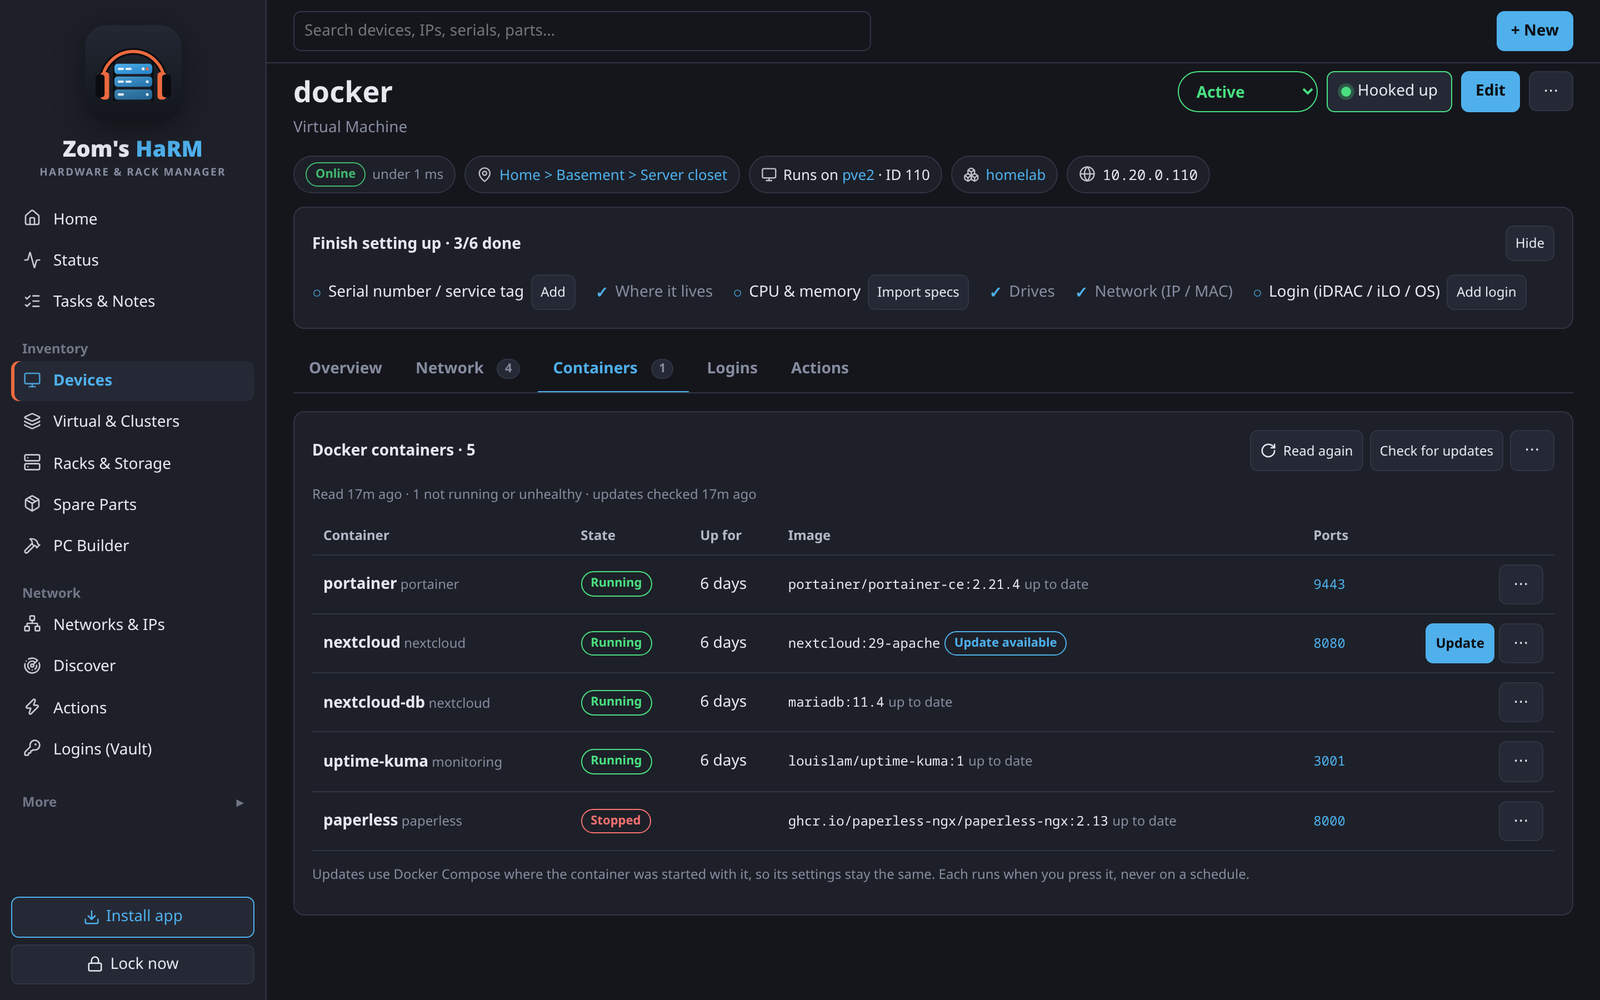 Zom's HaRM
HARDWARE & RACK MANAGER
Home
Status
Tasks & Notes
Inventory
Devices
Virtual & Clusters
Racks & Storage
Spare Parts
PC Builder
Network
Networks & IPs
Discover
Actions
Logins (Vault)
More
Install app
Lock now
Search devices, IPs, serials, parts...
+ New
docker
Virtual Machine
Active
Hooked up
Edit
...
Online under 1 ms
Home > Basement > Server closet
Runs on pve2 · ID 110
homelab
10.20.0.110
Finish setting up · 3/6 done
Hide
Serial number / service tag Add ✓ Where it lives CPU & memory Import specs ✓ Drives ✓ Network (IP / MAC) Login (iDRAC / iLO / OS) Add login
Overview Network 4 Containers 1 Logins Actions
Docker containers · 5
Read again
Check for updates
...
Read 17m ago · 1 not running or unhealthy · updates checked 17m ago
Container State Up for Image Ports
portainer portainer Running 6 days portainer/portainer-ce:2.21.4 up to date 9443 ...
nextcloud nextcloud Running 6 days nextcloud:29-apache Update available 8080 Update ...
nextcloud-db nextcloud Running 6 days mariadb:11.4 up to date ...
uptime-kuma monitoring Running 6 days louislam/uptime-kuma:1 up to date 3001 ...
paperless paperless Stopped ghcr.io/paperless-ngx/paperless-ngx:2.13 up to date 8000 ...
Updates use Docker Compose where the container was started with it, so its settings stay the same. Each runs when you press it, never on a schedule.